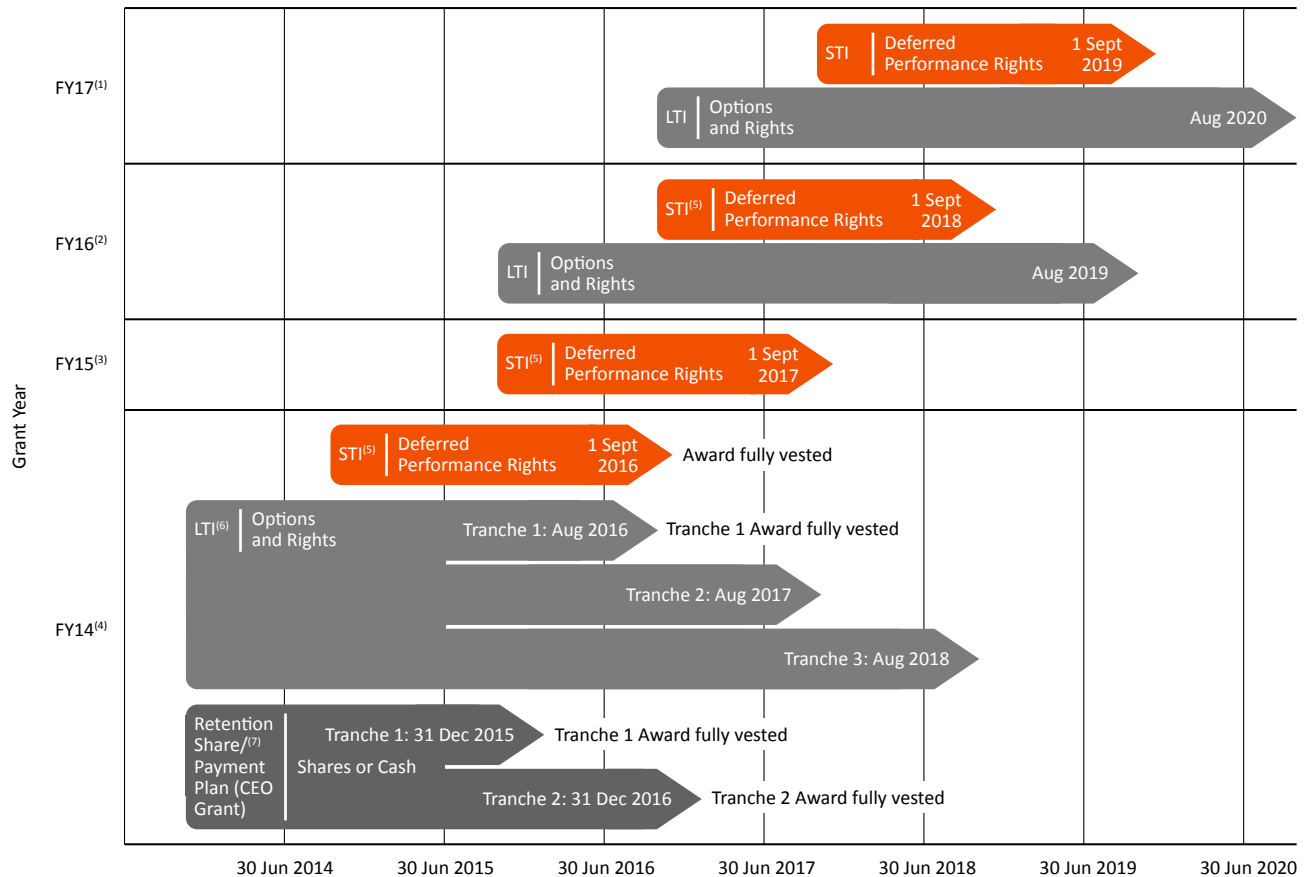 Grant Year
FY17(1)
STI
Deferred
Performance Rights
1 Sept
2019
LTI
Options
and Rights
Aug 2020
FY16(2)
STI(5)
Deferred
Performance Rights
1 Sept
2018
LTI
Options
and Rights
Aug 2019
FY15(3)
STI(5)
Deferred
Performance Rights
1 Sept
2017
FY14(4)
STI(5)
Deferred
Performance Rights
1 Sept
2016
Award fully vested
LTI(6)
Options
and Rights
Tranche 1: Aug 2016
Tranche 1 Award fully vested
Tranche 2: Aug 2017
Tranche 3: Aug 2018
Retention
Share/(7)
Payment
Plan (CEO
Grant)
Shares or Cash
Tranche 1: 31 Dec 2015
Tranche 1 Award fully vested
Tranche 2: 31 Dec 2016
Tranche 2 Award fully vested
30 Jun 2014
30 Jun 2015
30 Jun 2016
30 Jun 2017
30 Jun 2018
30 Jun 2019
30 Jun 2020